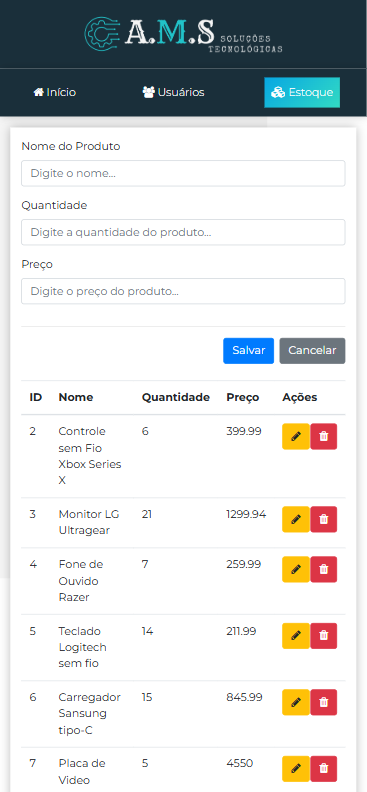 A.M.S SOLUÇÕES
TECNOLÓGICAS
Início Usuários Estoque
Nome do Produto
Digite o nome...
Quantidade
Digite a quantidade do produto...
Preço
Digite o preço do produto...
Salvar Cancelar
ID Nome Quantidade Preço Ações
2 Controle 6 399.99
sem Fio
Xbox Series
X
3 Monitor LG 21 1299.94
Ultragear
4 Fone de 7 259.99
Ouvido
Razer
5 Teclado 14 211.99
Logitech
sem fio
6 Carregador 15 845.99
Sansung
tipo-C
7 Placa de 5 4550
Video